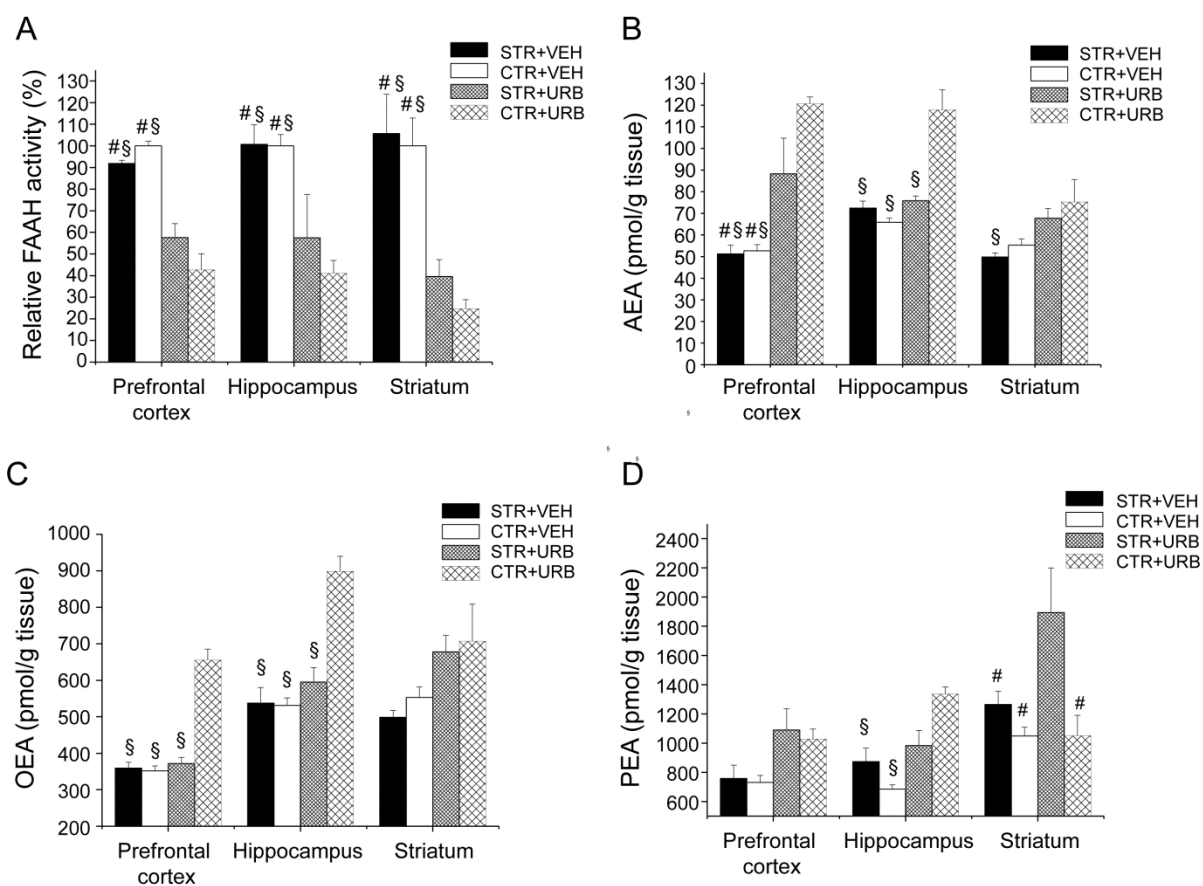 A
STR+VEH
CTR+VEH
STR+URB
CTR+URB
Relative FAAH activity (%)
130
120
110
100
90
80
70
60
50
40
30
20
10
0
#§ #§
#§ #§
#§ #§
Prefrontal
cortex
Hippocampus
Striatum
B
STR+VEH
CTR+VEH
STR+URB
CTR+URB
AEA (pmol/g tissue)
130
120
110
100
90
80
70
60
50
40
30
20
10
0
#§ #§
§ § §
§
Prefrontal
cortex
Hippocampus
Striatum
§
§
§
C
STR+VEH
CTR+VEH
STR+URB
CTR+URB
OEA (pmol/g tissue)
1000
900
800
700
600
500
400
300
200
§ § §
§ § §
Prefrontal
cortex
Hippocampus
Striatum
D
STR+VEH
CTR+VEH
STR+URB
CTR+URB
PEA (pmol/g tissue)
2400
2200
2000
1800
1600
1400
1200
1000
800
600
§ §
# # #
Prefrontal
cortex
Hippocampus
Striatum